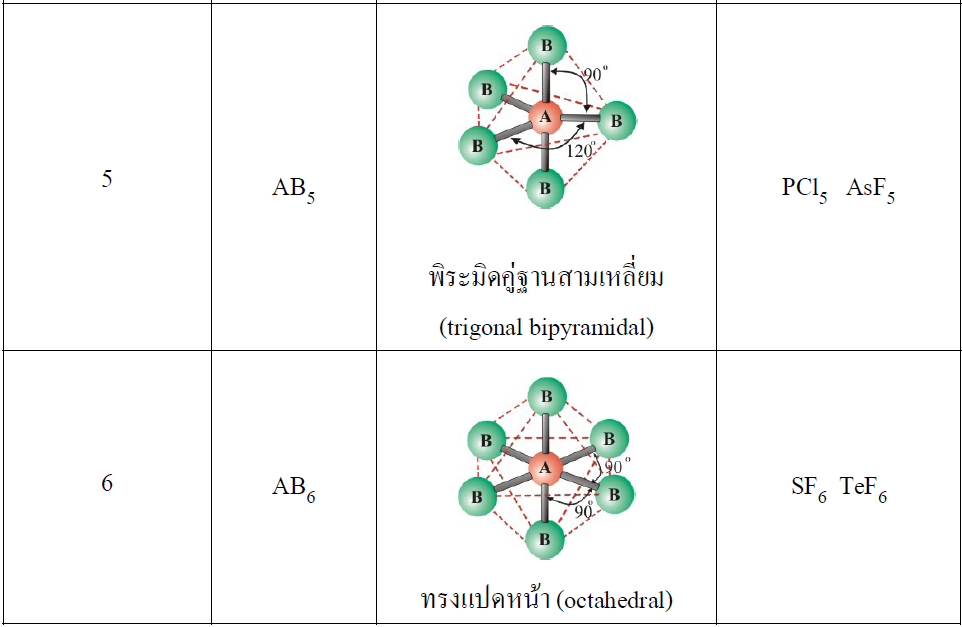 5
AB5
B
90°
B
A
B
B
120°
B
พิระมิดคู่ฐานสามเหลี่ยม
(trigonal bipyramidal)
PCl5 AsF5
6
AB6
B
B
B
A
90°
B
B
90°
B
ทรงแปดหน้า (octahedral)
SF6 TeF6